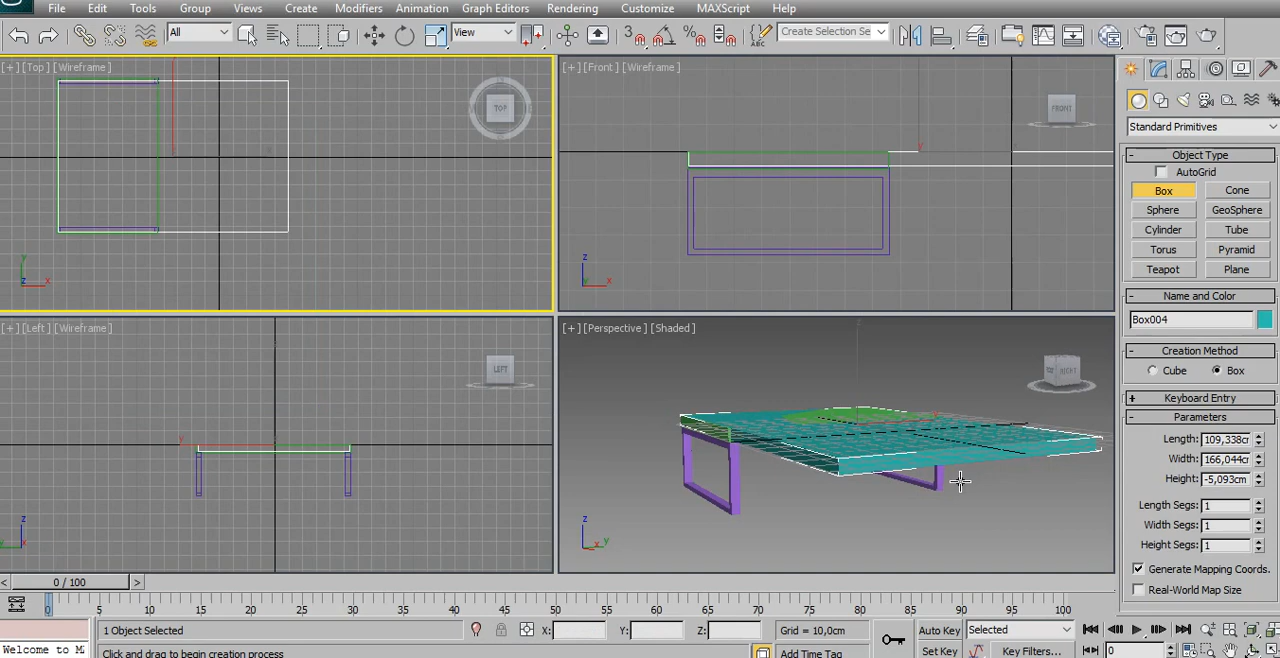 File Edit Tools Group Views Create Modifiers Animation Graph Editors Rendering Customize MAXScript Help
All View 3 Create Selection Se
[+] [Top] [Wireframe]
TOP
[+] [Front] [Wireframe]
FRONT
[+] [Left] [Wireframe]
LEFT
[+] [Perspective] [Shaded]
RIGHT
Standard Primitives
Object Type
AutoGrid
Box Cone
Sphere GeoSphere
Cylinder Tube
Torus Pyramid
Teapot Plane
Name and Color
Box004
Creation Method
Cube Box
Keyboard Entry
Parameters
Length: 109,338cr
Width: 166,044cr
Height: -5,093cm
Length Segs: 1
Width Segs: 1
Height Segs: 1
Generate Mapping Coords.
Real-World Map Size
0 / 100
0 5 10 15 20 25 30 35 40 45 50 55 60 65 70 75 80 85 90 95 100
1 Object Selected X: Y: Z: Grid = 10,0cm Auto Key Selected
Welcome to M Click and drag to begin creation process Add Time Tag Set Key Key Filters... 0